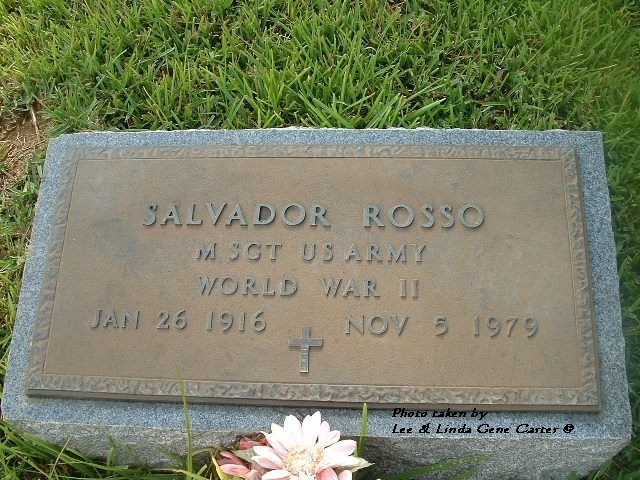 SALVADOR ROSSO
M SGT US ARMY
WORLD WAR II
JAN 26 1916 NOV 5 1979
Photo taken by
Lee & Linda Gene Carter ©